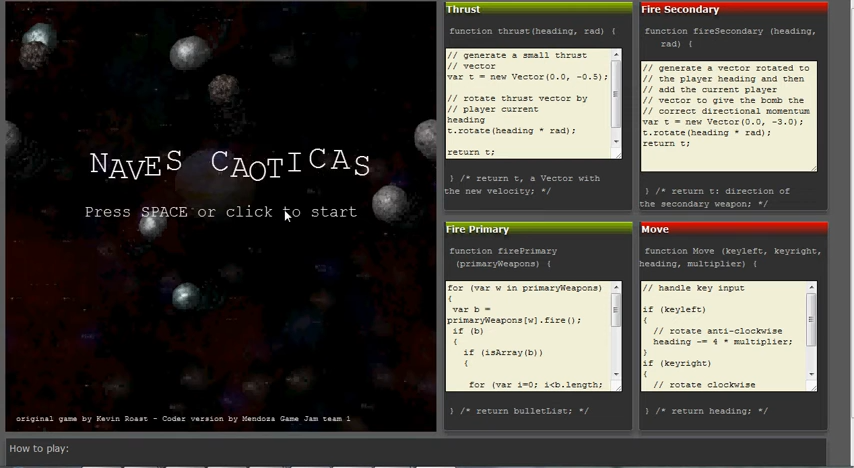 NAVES CAOTICAS
Press SPACE or click to start
original game by Kevin Roast - Coder version by Mendoza Game Jam team 1
Thrust
function thrust(heading, rad) {
// generate a small thrust
// vector
var t = new Vector(0.0, -0.5);
// rotate thrust vector by
// player current
heading
t.rotate(heading * rad);
return t;
} /* return t, a Vector with
the new velocity; */
Fire Secondary
function fireSecondary (heading,
rad) {
// generate a vector rotated to
// the player heading and then
// add the current player
// vector to give the bomb the
// correct directional momentum
var t = new Vector(0.0, -3.0);
t.rotate(heading * rad);
return t;
} /* return t: direction of
the secondary weapon; */
Fire Primary
function firePrimary
(primaryWeapons) {
for (var w in primaryWeapons)
{
var b =
primaryWeapons[w].fire();
if (b)
{
if (isArray(b))
{
for (var i=0; i<b.length;
} /* return bulletList; */
Move
function Move (keyleft, keyright,
heading, multiplier) {
// handle key input
if (keyleft)
{
// rotate anti-clockwise
heading -= 4 * multiplier;
}
if (keyright)
{
// rotate clockwise
} /* return heading; */
How to play: